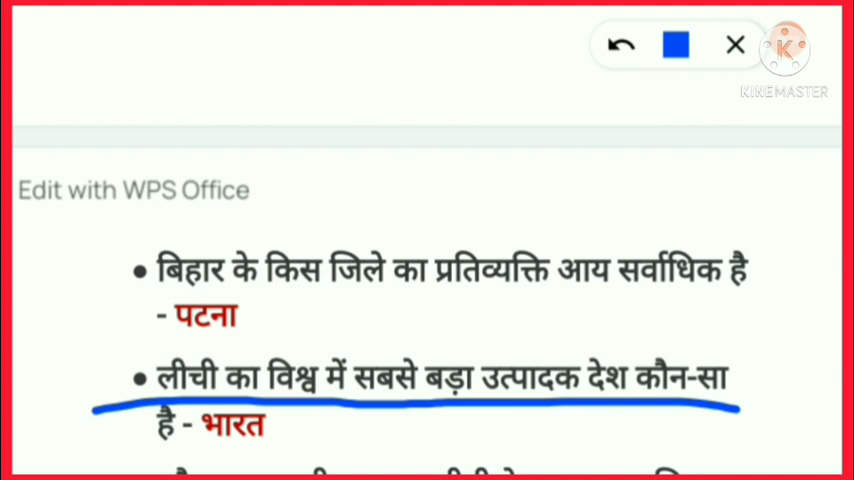 KINEMASTER
Edit with WPS Office
• बिहार के किस जिले का प्रतिव्यक्ति आय सर्वाधिक है
- पटना
• लीची का विश्व में सबसे बड़ा उत्पादक देश कौन-सा
है - भारत